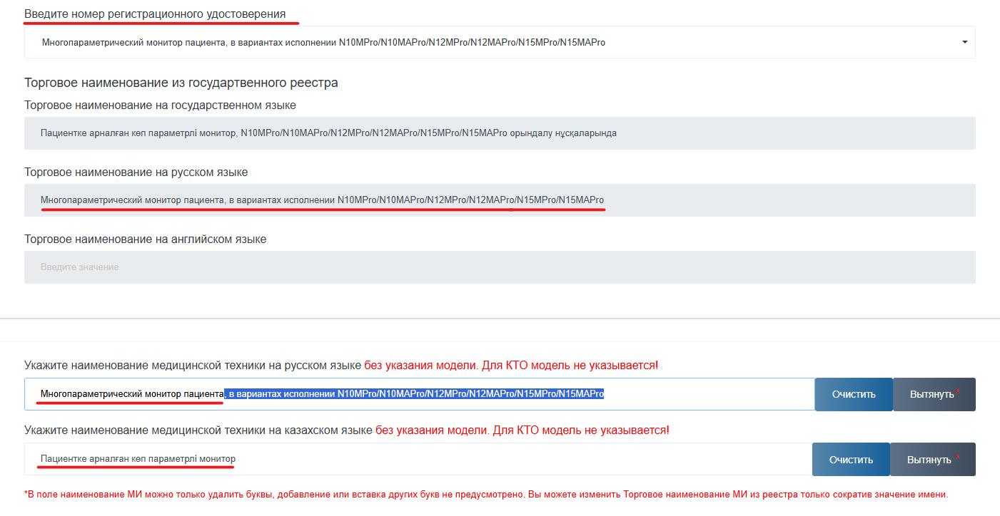 Введите номер регистрационного удостоверения
Многопараметрический монитор пациента, в вариантах исполнении N10MPro/N10MAPro/N12MPro/N12MAPro/N15MPro/N15MAPro
Торговое наименование из государтвенного реестра
Торговое наименование на государственном языке
Пациентке арналған көп параметрлі монитор, N10MPro/N10MAPro/N12MPro/N12MAPro/N15MPro/N15MAPro орындалу нұсқаларында
Торговое наименование на русском языке
Многопараметрический монитор пациента, в вариантах исполнении N10MPro/N10MAPro/N12MPro/N12MAPro/N15MPro/N15MAPro
Торговое наименование на английском языке
Введите значение
Укажите наименование медицинской техники на русском языке без указания модели. Для КТО модель не указывается!
Многопараметрический монитор пациента, в вариантах исполнении N10MPro/N10MAPro/N12MPro/N12MAPro/N15MPro/N15MAPro Очистить Вытянуть*
Укажите наименование медицинской техники на казахском языке без указания модели. Для КТО модель не указывается!
Пациентке арналған көп параметрлі монитор Очистить Вытянуть *
*В поле наименование МИ можно только удалить буквы, добавление или вставка других букв не предусмотрено. Вы можете изменить Торговое наименование МИ из реестра только сократив значение имени.